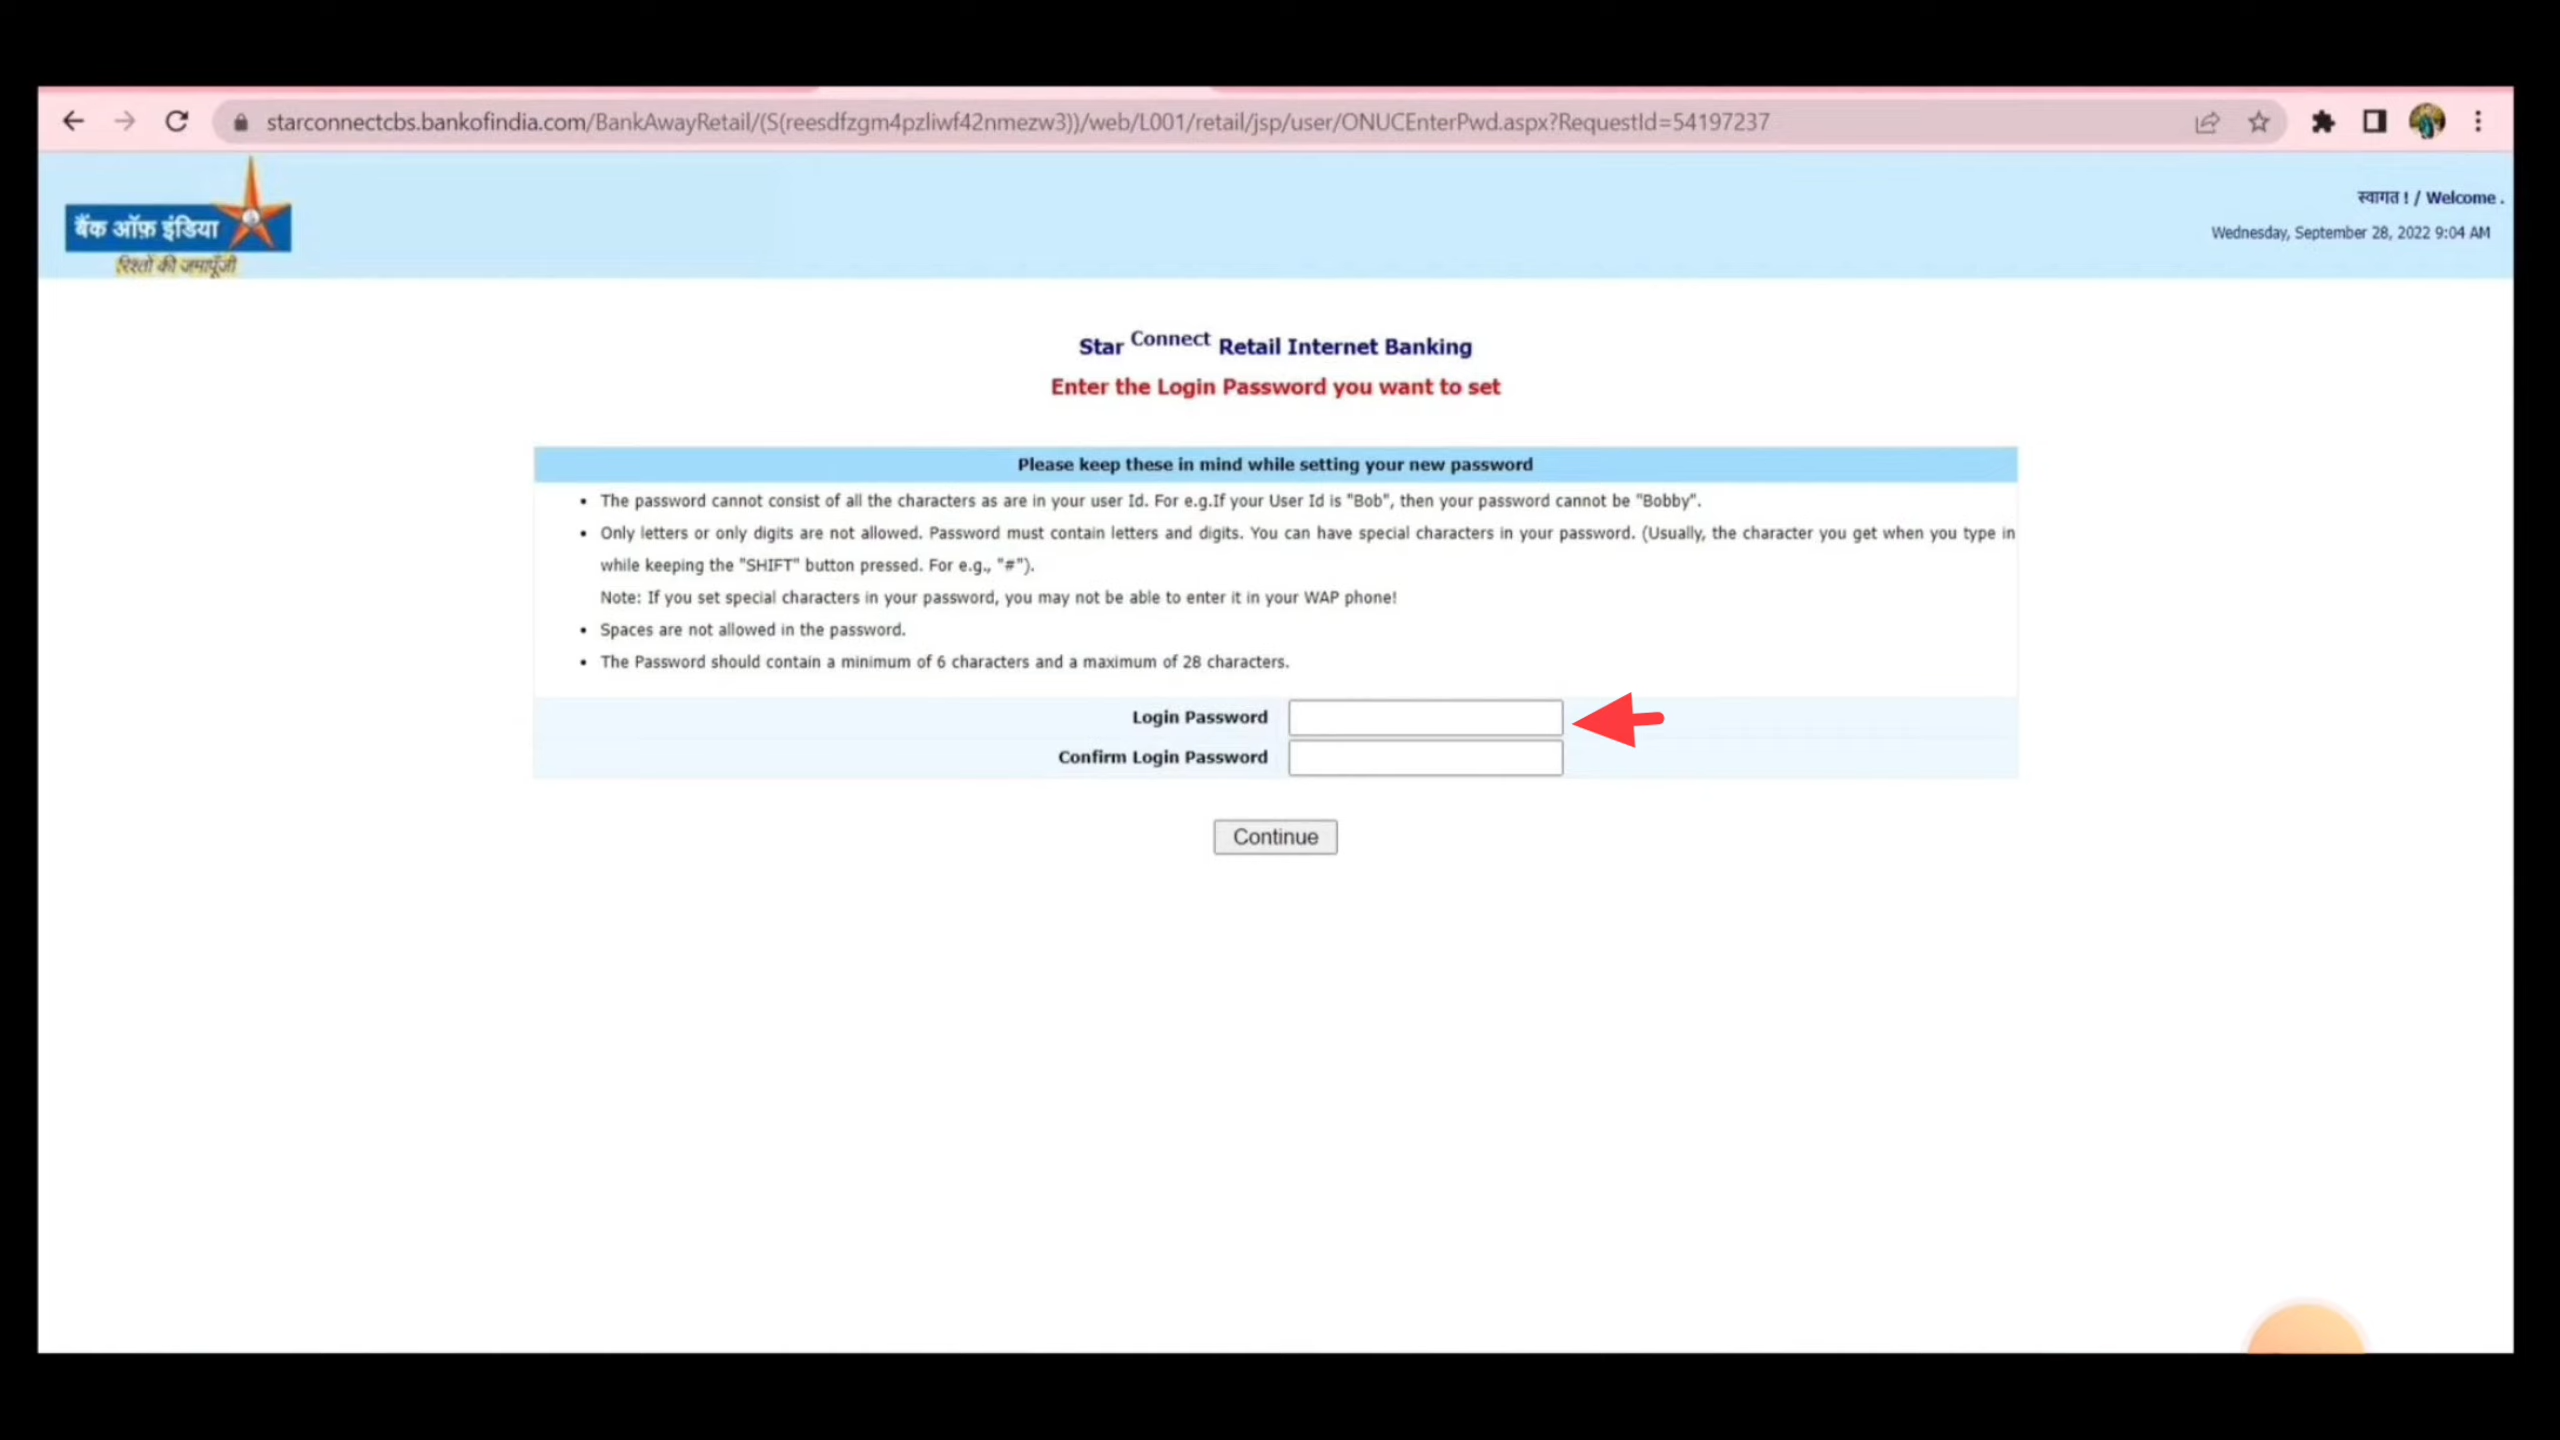 starconnectcbs.bankofindia.com/BankAwayRetail/(S(reesdfzgm4pzliwf42nmezw3))/web/L001/retail/jsp/user/ONUCEnterPwd.aspx?RequestId=54197237
बैंक ऑफ़ इंडिया
रिश्तों की जमापूँजी
स्वागत ! / Welcome .
Wednesday, September 28, 2022 9:04 AM
Star Connect Retail Internet Banking
Enter the Login Password you want to set
Please keep these in mind while setting your new password
• The password cannot consist of all the characters as are in your user Id. For e.g.If your User Id is "Bob", then your password cannot be "Bobby".
• Only letters or only digits are not allowed. Password must contain letters and digits. You can have special characters in your password. (Usually, the character you get when you type in
while keeping the "SHIFT" button pressed. For e.g., "#").
Note: If you set special characters in your password, you may not be able to enter it in your WAP phone!
• Spaces are not allowed in the password.
• The Password should contain a minimum of 6 characters and a maximum of 28 characters.
Login Password
Confirm Login Password
Continue